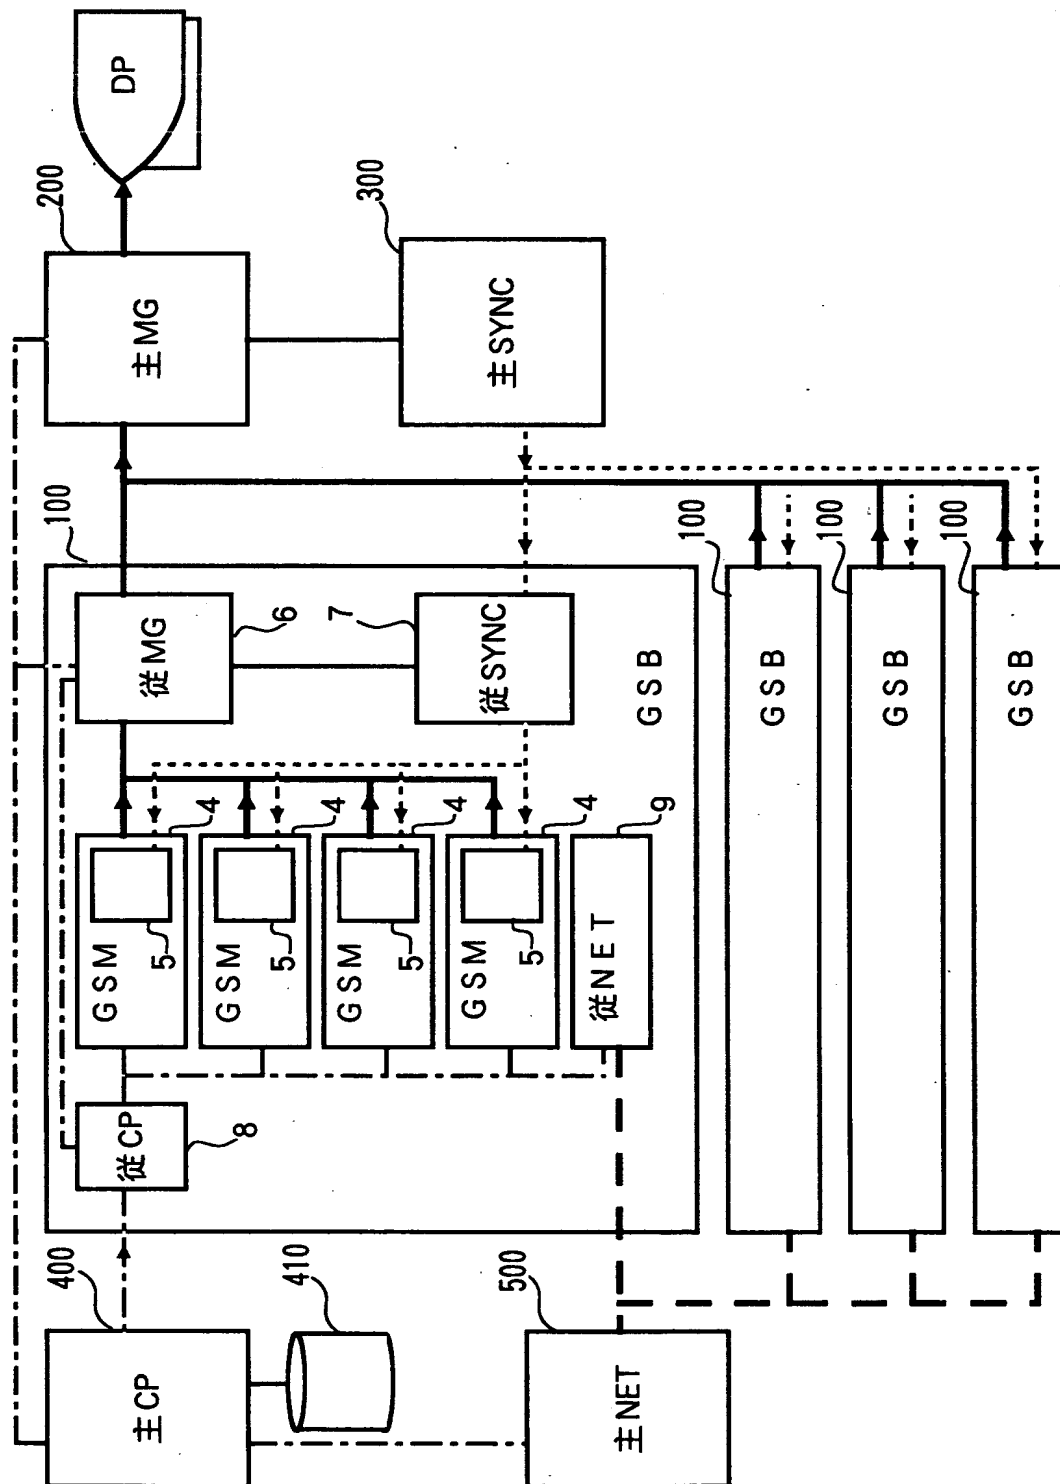 400
100
200
主CP
従CP
GSM
従MG
主MG
DP
5
4
8
GSM
5
4
6
410
GSM
5
4
7
300
GSM
5
4
従SYNC
主SYNC
500
主NET
従NET
9
GSB
100
GSB
100
GSB
100
GSB